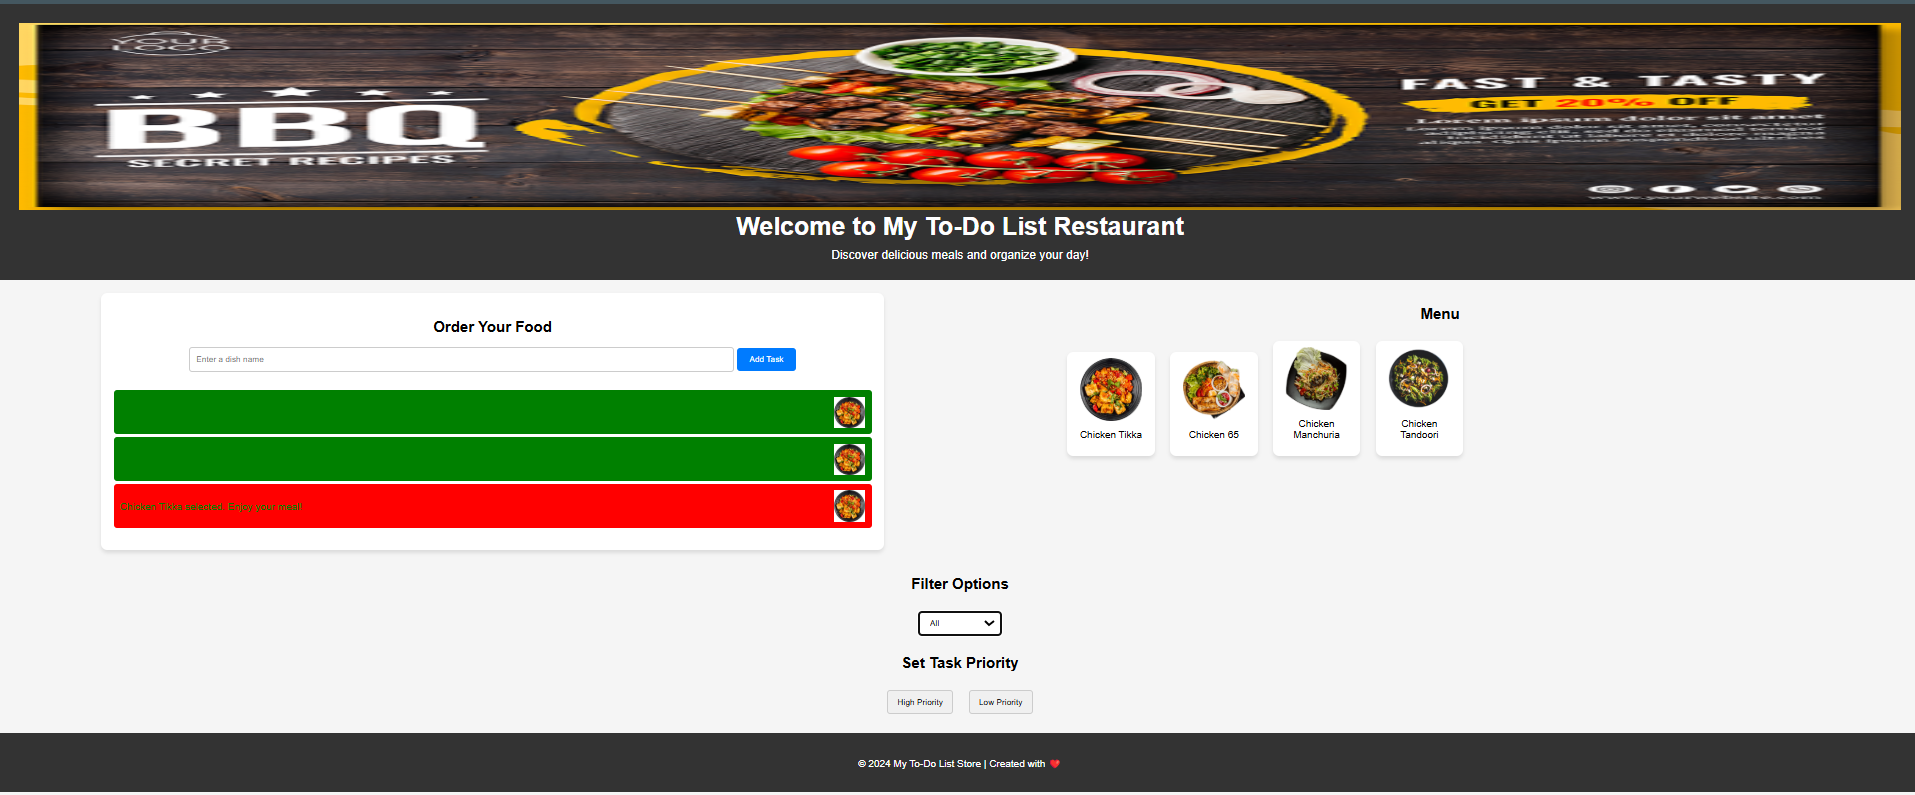 YOUR
LOGO
BBQ
SECRET RECIPES
FAST & TASTY
GET 20% OFF
Lorem ipsum dolor sit amet
www.yourwebsite.com
Welcome to My To-Do List Restaurant
Discover delicious meals and organize your day!
Order Your Food
Enter a dish name
Add Task
Chicken Tikka selected. Enjoy your meal!
Menu
Chicken Tikka
Chicken 65
Chicken
Manchuria
Chicken
Tandoori
Filter Options
All
Set Task Priority
High Priority
Low Priority
© 2024 My To-Do List Store | Created with ❤️